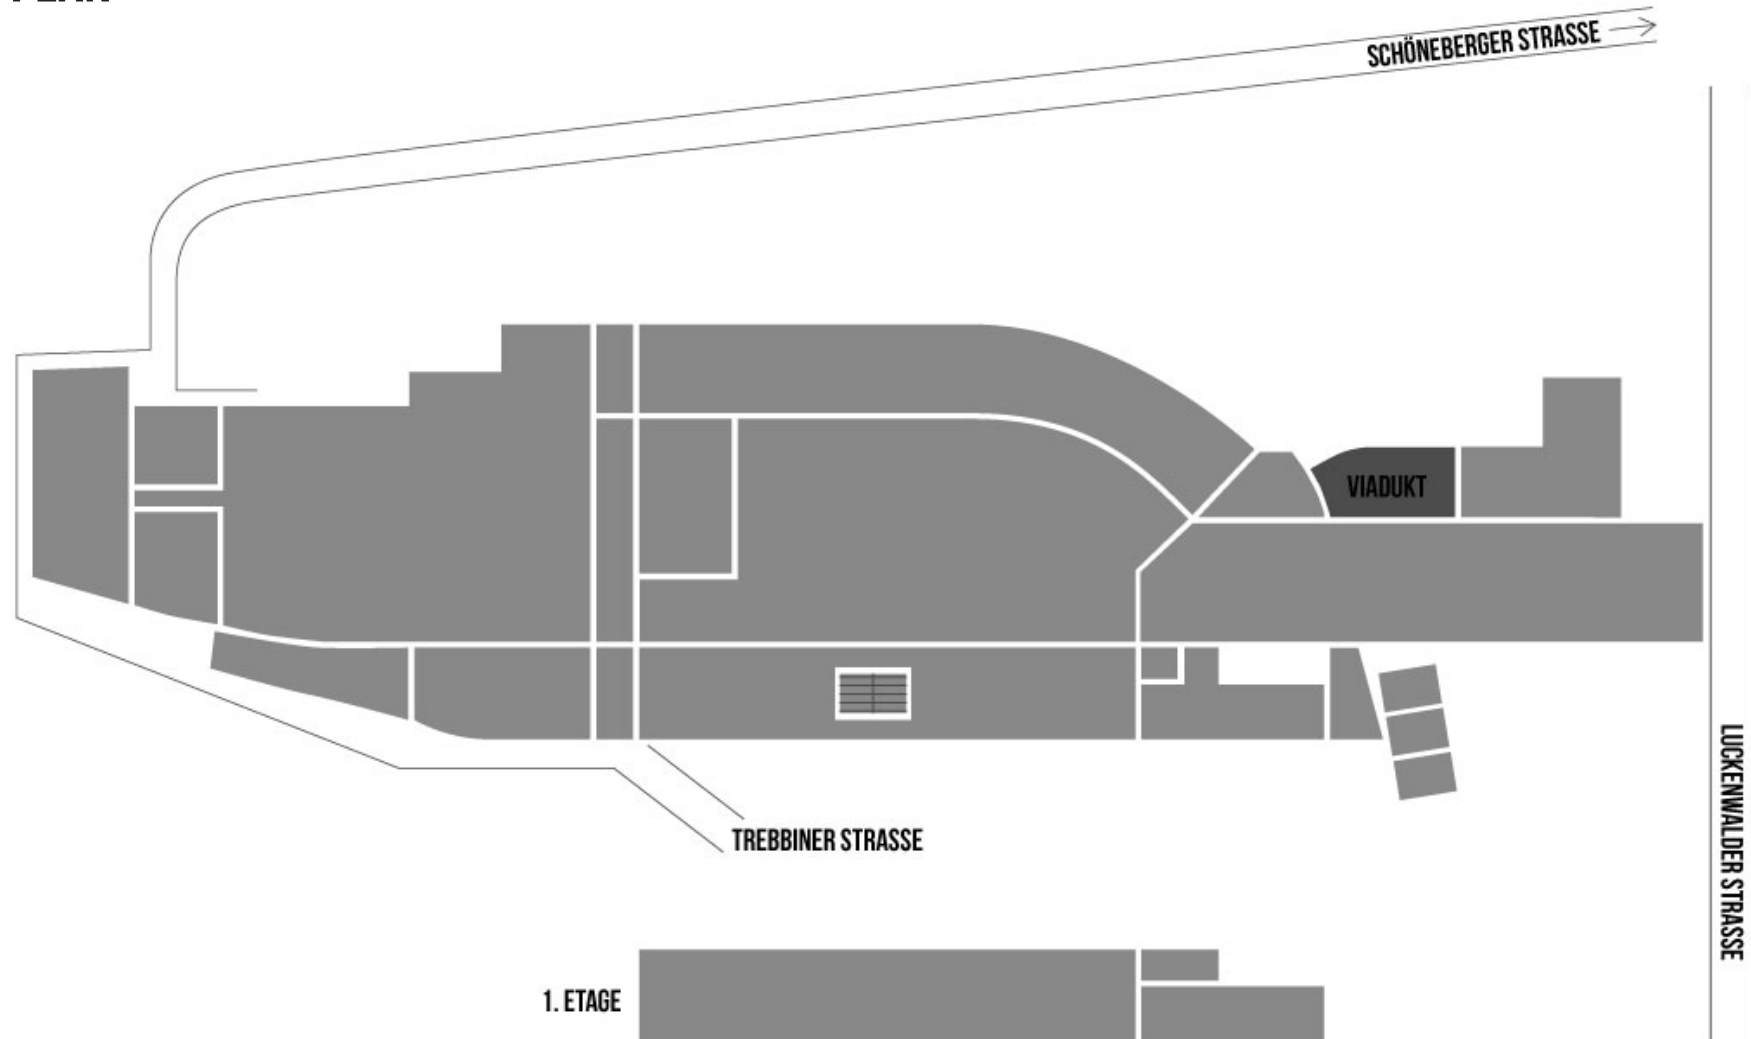 SCHÖNEBERGER STRASSE
VIADUKT
LUCKENWALDER STRASSE
TREBBINER STRASSE
1. ETAGE